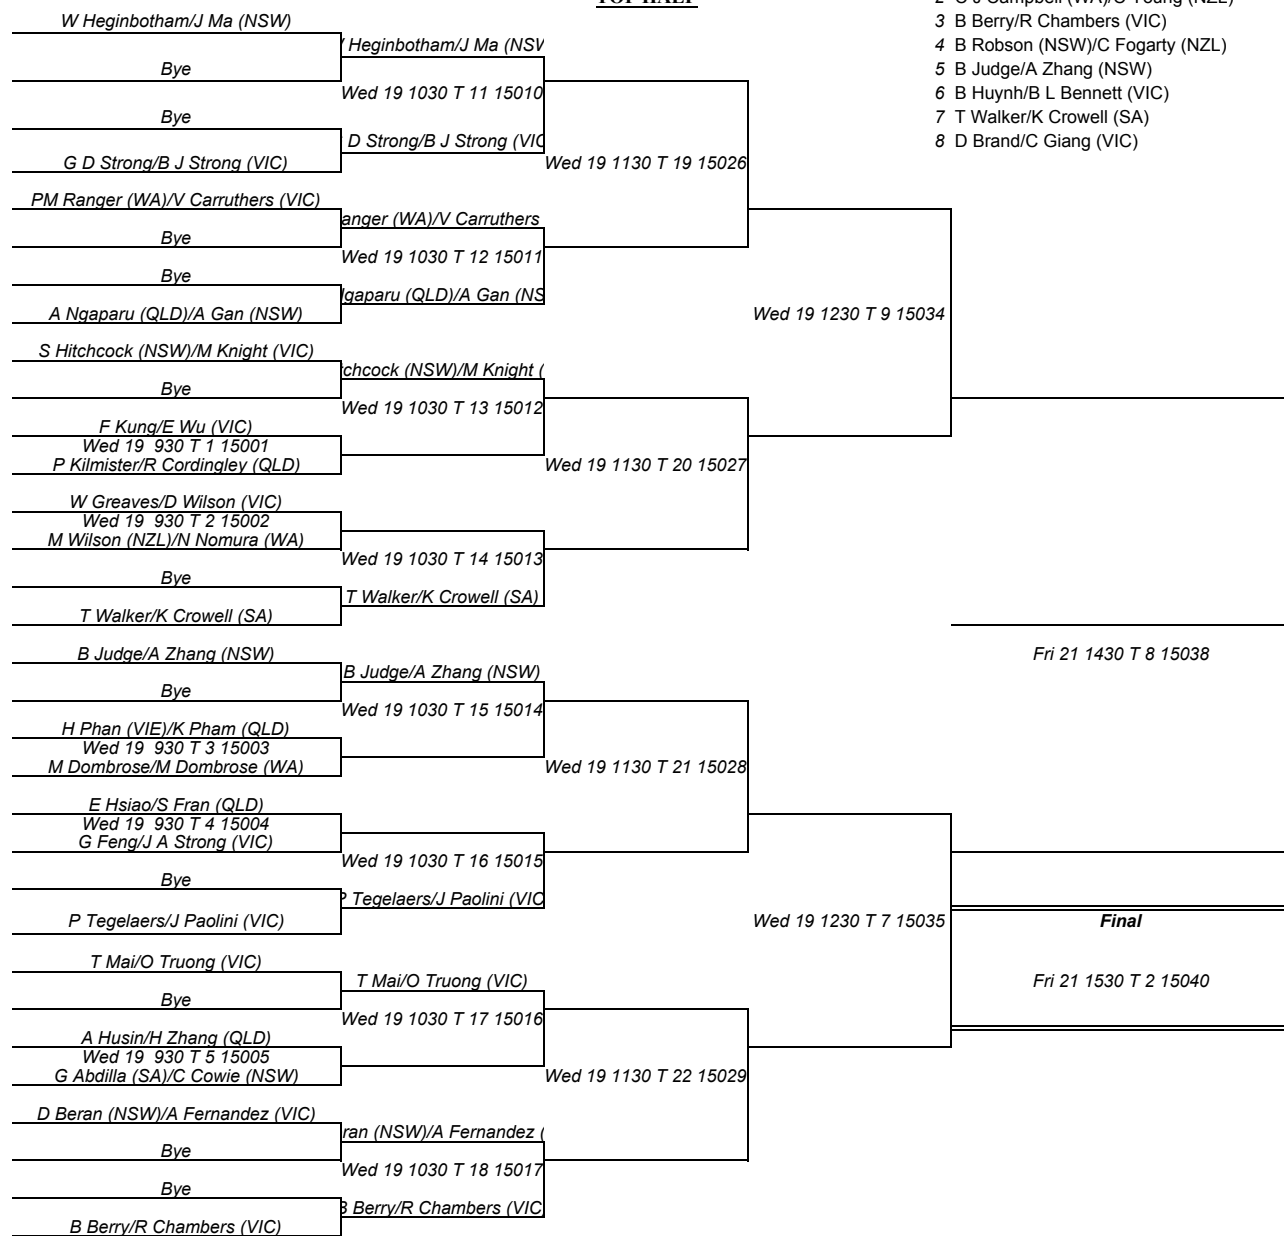 TOP HALF
2 C J Campbell (WA)/C Young (NZL)
3 B Berry/R Chambers (VIC)
4 B Robson (NSW)/C Fogarty (NZL)
5 B Judge/A Zhang (NSW)
6 B Huynh/B L Bennett (VIC)
7 T Walker/K Crowell (SA)
8 D Brand/C Giang (VIC)
W Heginbotham/J Ma (NSW)
Heginbotham/J Ma (NSW
Bye
Wed 19 1030 T 11 15010
Bye
D Strong/B J Strong (VIC
G D Strong/B J Strong (VIC)
Wed 19 1130 T 19 15026
PM Ranger (WA)/V Carruthers (VIC)
anger (WA)/V Carruthers
Bye
Wed 19 1030 T 12 15011
Bye
Ngaparu (QLD)/A Gan (NS
A Ngaparu (QLD)/A Gan (NSW)
Wed 19 1230 T 9 15034
S Hitchcock (NSW)/M Knight (VIC)
tchcock (NSW)/M Knight (
Bye
Wed 19 1030 T 13 15012
F Kung/E Wu (VIC)
Wed 19 930 T 1 15001
P Kilmister/R Cordingley (QLD)
Wed 19 1130 T 20 15027
W Greaves/D Wilson (VIC)
Wed 19 930 T 2 15002
M Wilson (NZL)/N Nomura (WA)
Wed 19 1030 T 14 15013
Bye
T Walker/K Crowell (SA)
T Walker/K Crowell (SA)
B Judge/A Zhang (NSW)
Fri 21 1430 T 8 15038
B Judge/A Zhang (NSW)
Bye
Wed 19 1030 T 15 15014
H Phan (VIE)/K Pham (QLD)
Wed 19 930 T 3 15003
M Dombrose/M Dombrose (WA)
Wed 19 1130 T 21 15028
E Hsiao/S Fran (QLD)
Wed 19 930 T 4 15004
G Feng/J A Strong (VIC)
Wed 19 1030 T 16 15015
Bye
P Tegelaers/J Paolini (VIC
P Tegelaers/J Paolini (VIC)
Wed 19 1230 T 7 15035
Final
T Mai/O Truong (VIC)
T Mai/O Truong (VIC)
Fri 21 1530 T 2 15040
Bye
Wed 19 1030 T 17 15016
A Husin/H Zhang (QLD)
Wed 19 930 T 5 15005
G Abdilla (SA)/C Cowie (NSW)
Wed 19 1130 T 22 15029
D Beran (NSW)/A Fernandez (VIC)
ran (NSW)/A Fernandez (
Bye
Wed 19 1030 T 18 15017
Bye
B Berry/R Chambers (VIC
B Berry/R Chambers (VIC)